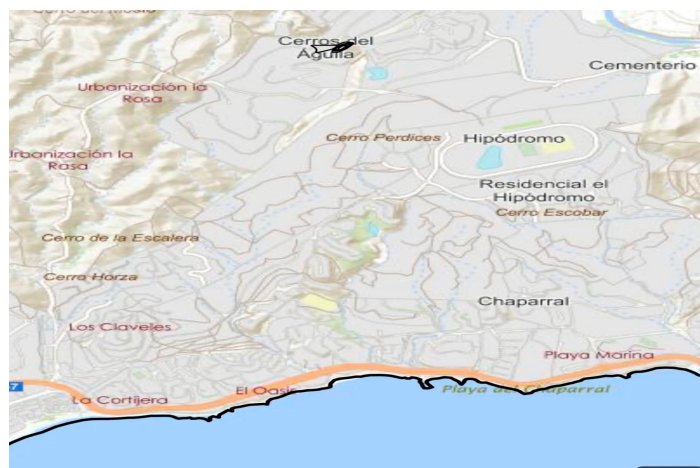 Cerros del
Águila
Cementerio
Urbanización la
Rosa
Cerro Perdices
Hipódromo
Urbanización la
Rosa
Residencial el
Hipódromo
Cerro Escobar
Cerro de la Escalera
Cerro Horza
Chaparral
Los Claveles
Playa Marina
7
El Oasis
Playa del Chaparral
La Cortijera